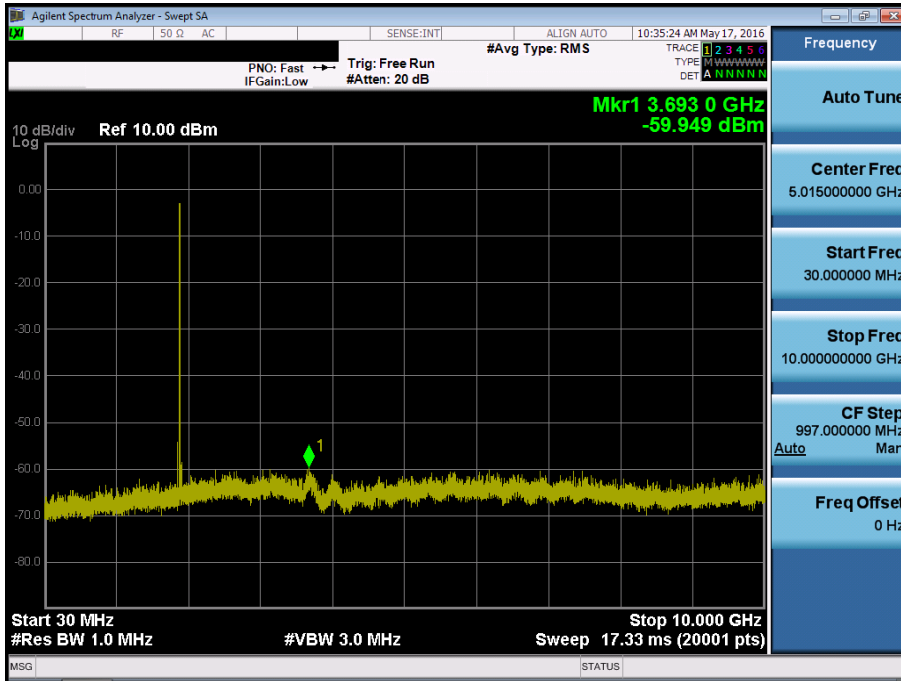 Agilent Spectrum Analyzer - Swept SA
LXI RF 50 Ω AC SENSE:INT ALIGN AUTO 10:35:24 AM May 17, 2016
#Avg Type: RMS
TRACE 1 2 3 4 5 6
PNO: Fast Trig: Free Run
TYPE M WWWWW
IFGain:Low #Atten: 20 dB
DET A N N N N N
Mkr1 3.693 0 GHz
-59.949 dBm
10 dB/div Ref 10.00 dBm
Log
0.00
-10.0
-20.0
-30.0
-40.0
-50.0
1
-60.0
-70.0
-80.0
Start 30 MHz Stop 10.000 GHz
#Res BW 1.0 MHz #VBW 3.0 MHz Sweep 17.33 ms (20001 pts)
MSG STATUS
Frequency
Auto Tune
Center Freq
5.015000000 GHz
Start Freq
30.000000 MHz
Stop Freq
10.000000000 GHz
CF Step
997.000000 MHz
Auto Man
Freq Offset
0 Hz